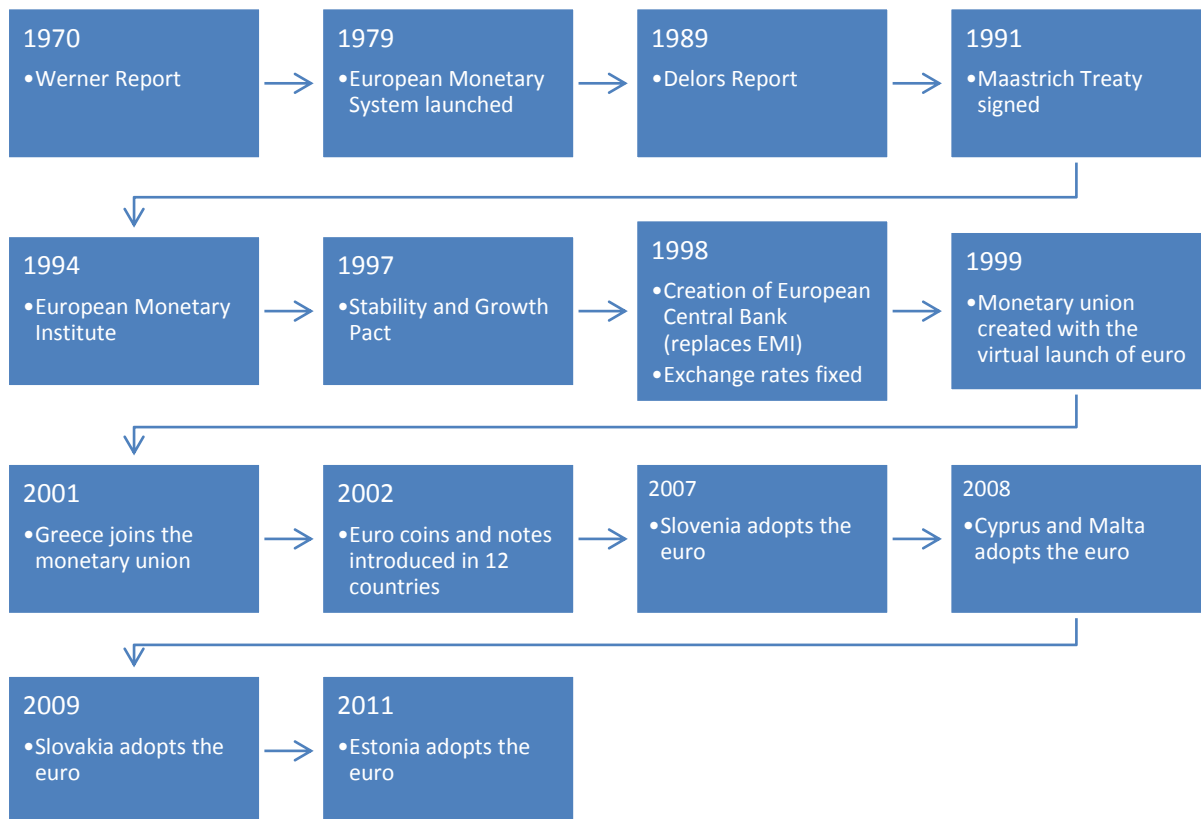 1970
•Werner Report
1979
•European Monetary
System launched
1989
•Delors Report
1991
•Maastrich Treaty
signed
1994
•European Monetary
Institute
1997
•Stability and Growth
Pact
1998
•Creation of European
Central Bank
(replaces EMI)
•Exchange rates fixed
1999
•Monetary union
created with the
virtual launch of euro
2001
•Greece joins the
monetary union
2002
•Euro coins and notes
introduced in 12
countries
2007
•Slovenia adopts the
euro
2008
•Cyprus and Malta
adopts the euro
2009
•Slovakia adopts the
euro
2011
•Estonia adopts the
euro